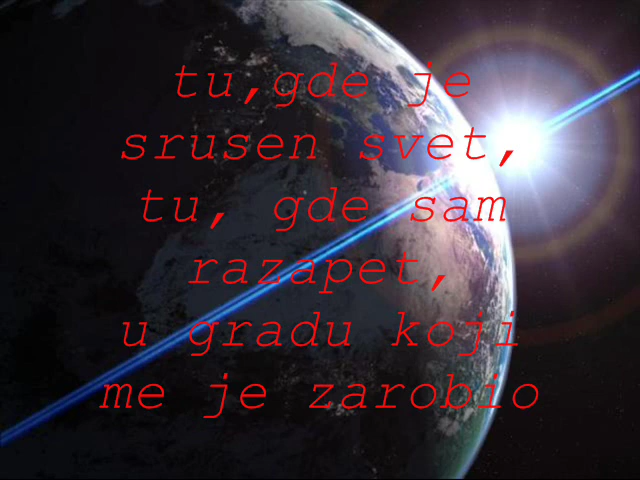 tu,gde je
srusen svet,
tu, gde sam
razapet,
u gradu koji
me je zarobio